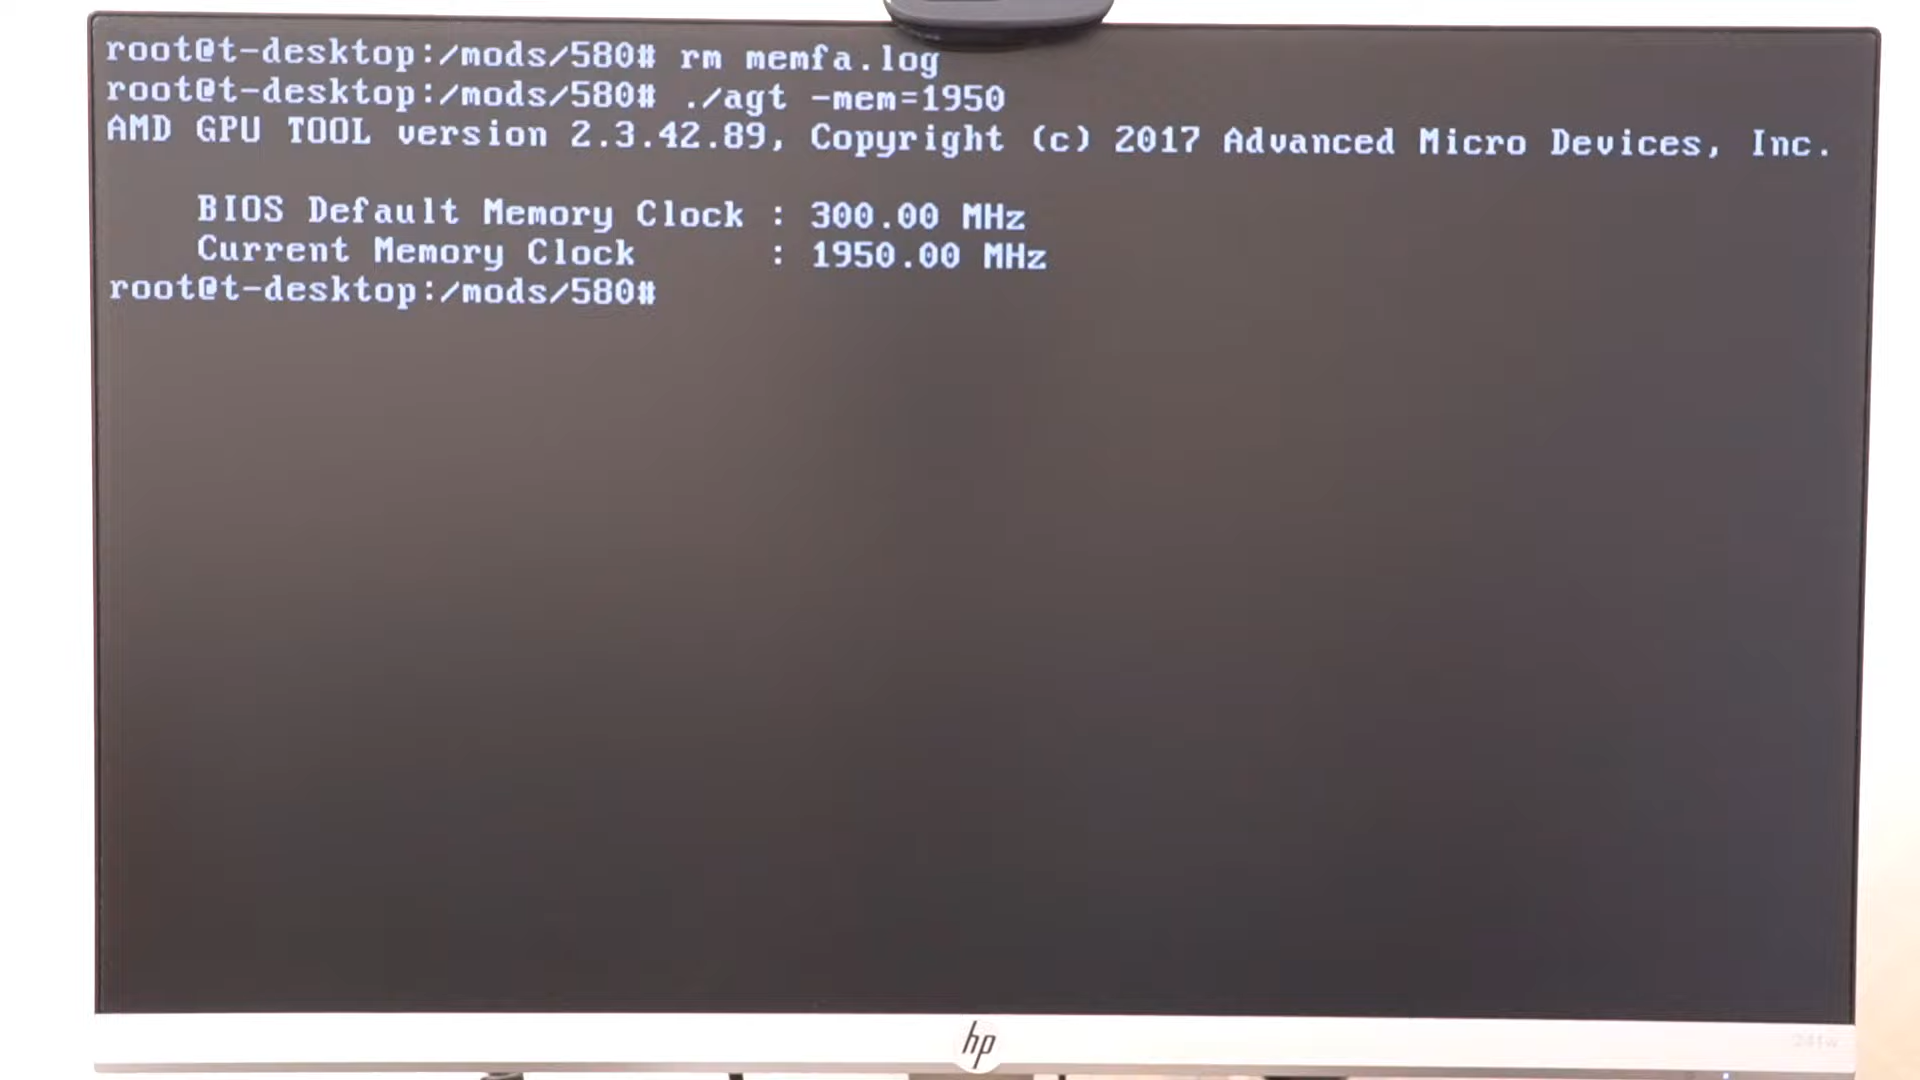 root@t-desktop:/mods/580# rm memfa.log
root@t-desktop:/mods/580# ./agt -mem=1950
AMD GPU TOOL version 2.3.42.89, Copyright (c) 2017 Advanced Micro Devices, Inc.
BIOS Default Memory Clock : 300.00 MHz
Current Memory Clock : 1950.00 MHz
root@t-desktop:/mods/580#
hp